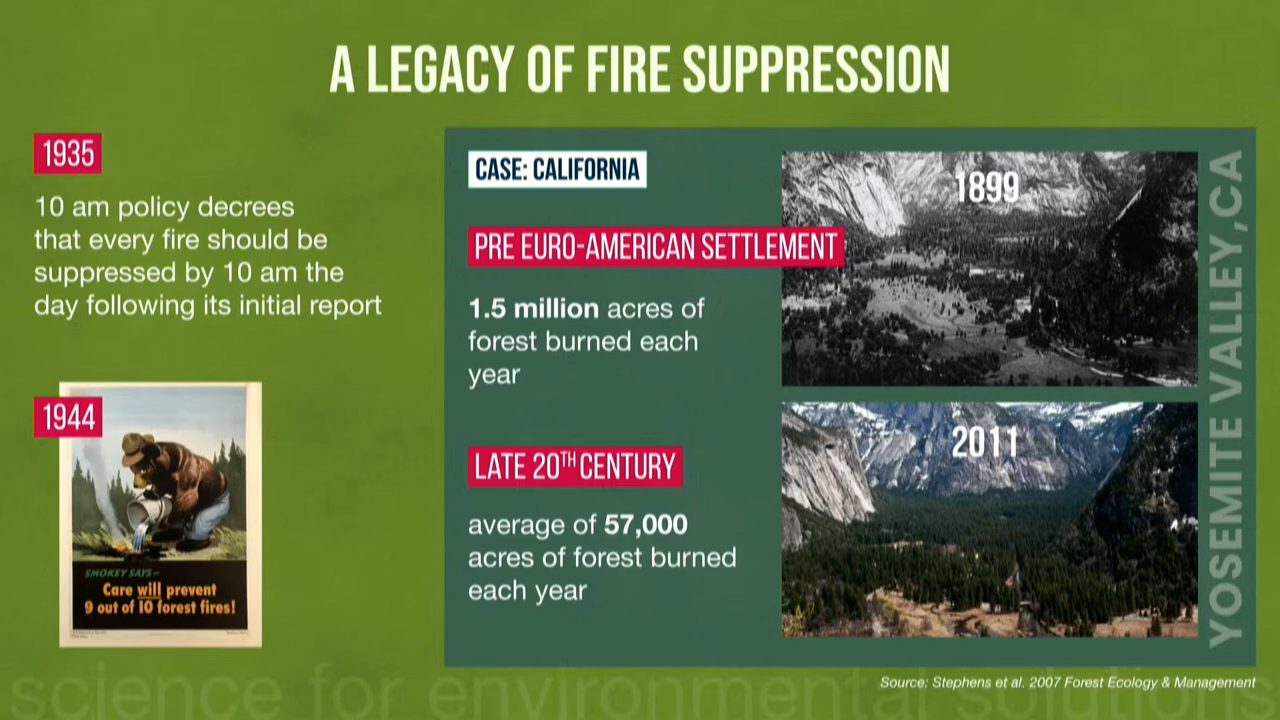 A LEGACY OF FIRE SUPPRESSION
1935
10 am policy decrees
that every fire should be
suppressed by 10 am the
day following its initial report
1944
SMOKEY SAYS–
Care will prevent
9 out of 10 forest fires!
CASE: CALIFORNIA
PRE EURO-AMERICAN SETTLEMENT
1.5 million acres of
forest burned each
year
LATE 20TH CENTURY
average of 57,000
acres of forest burned
each year
1899
2011
YOSEMITE VALLEY,CA
Source: Stephens et al. 2007 Forest Ecology & Management
science for environmental solutions